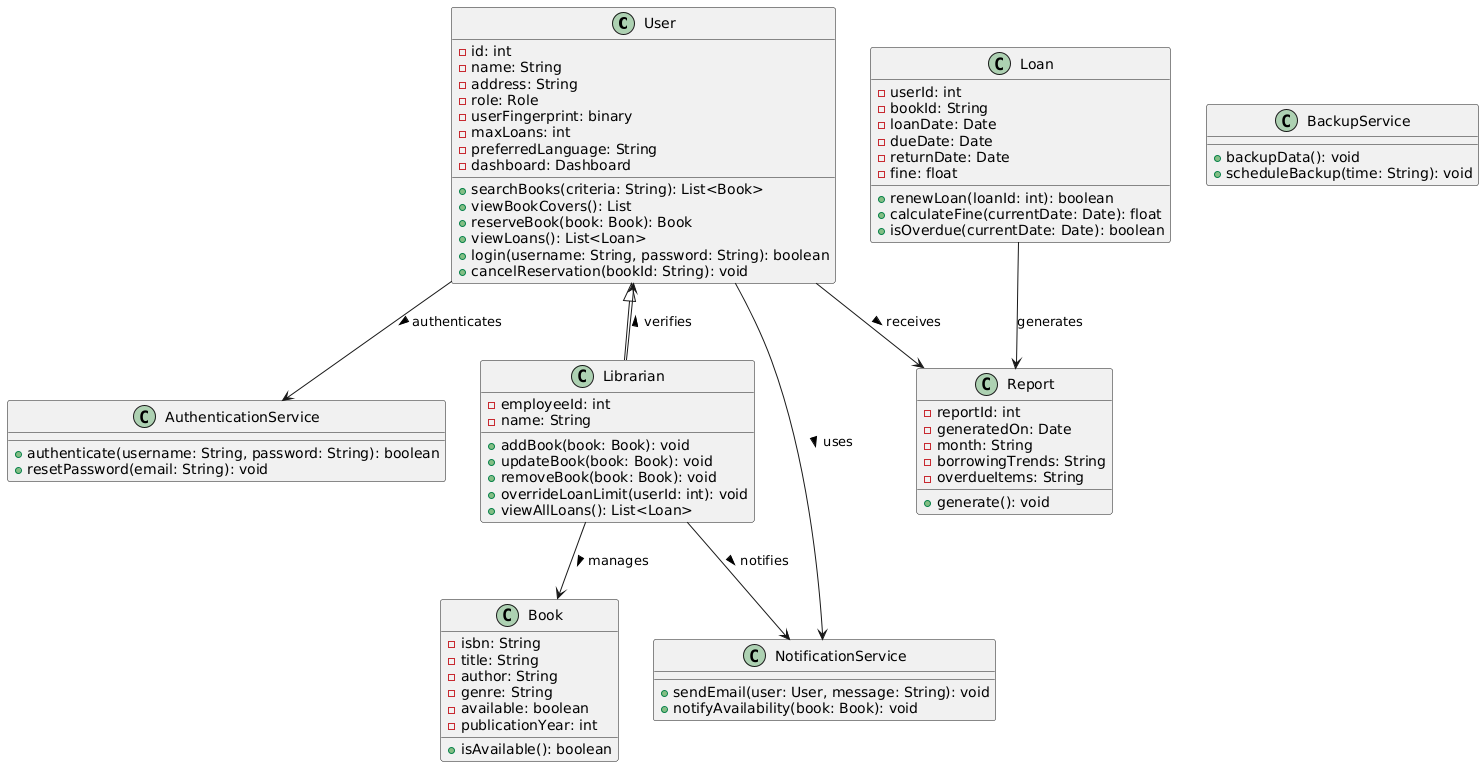 C User
id: int
name: String
address: String
role: Role
userFingerprint: binary
maxLoans: int
preferredLanguage: String
dashboard: Dashboard
searchBooks(criteria: String): List<Book>
viewBookCovers(): List
reserveBook(book: Book): Book
viewLoans(): List<Loan>
login(username: String, password: String): boolean
cancelReservation(bookId: String): void
C Loan
userId: int
bookId: String
loanDate: Date
dueDate: Date
returnDate: Date
fine: float
renewLoan(loanId: int): boolean
calculateFine(currentDate: Date): float
isOverdue(currentDate: Date): boolean
C BackupService
backupData(): void
scheduleBackup(time: String): void
authenticates
verifies
receives
generates
C AuthenticationService
authenticate(username: String, password: String): boolean
resetPassword(email: String): void
C Librarian
employeeId: int
name: String
addBook(book: Book): void
updateBook(book: Book): void
removeBook(book: Book): void
overrideLoanLimit(userId: int): void
viewAllLoans(): List<Loan>
uses
C Report
reportId: int
generatedOn: Date
month: String
borrowingTrends: String
overdueItems: String
generate(): void
manages
notifies
C Book
isbn: String
title: String
author: String
genre: String
available: boolean
publicationYear: int
isAvailable(): boolean
C NotificationService
sendEmail(user: User, message: String): void
notifyAvailability(book: Book): void